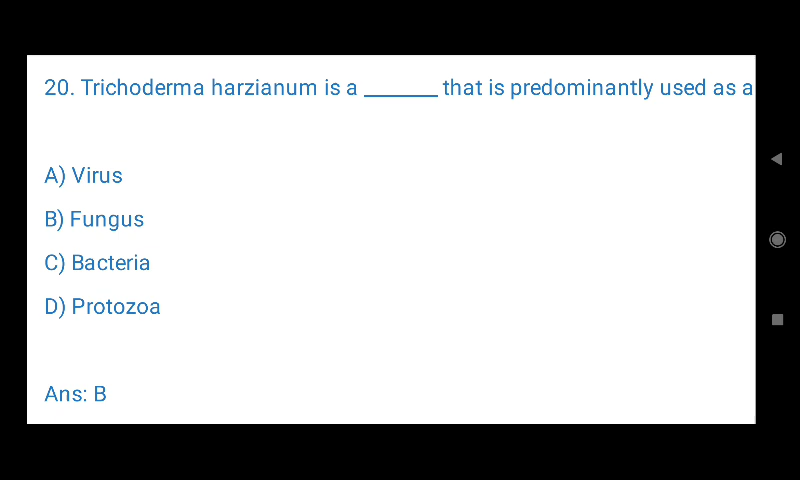 20. Trichoderma harzianum is a _______ that is predominantly used as a
A) Virus
B) Fungus
C) Bacteria
D) Protozoa
Ans: B